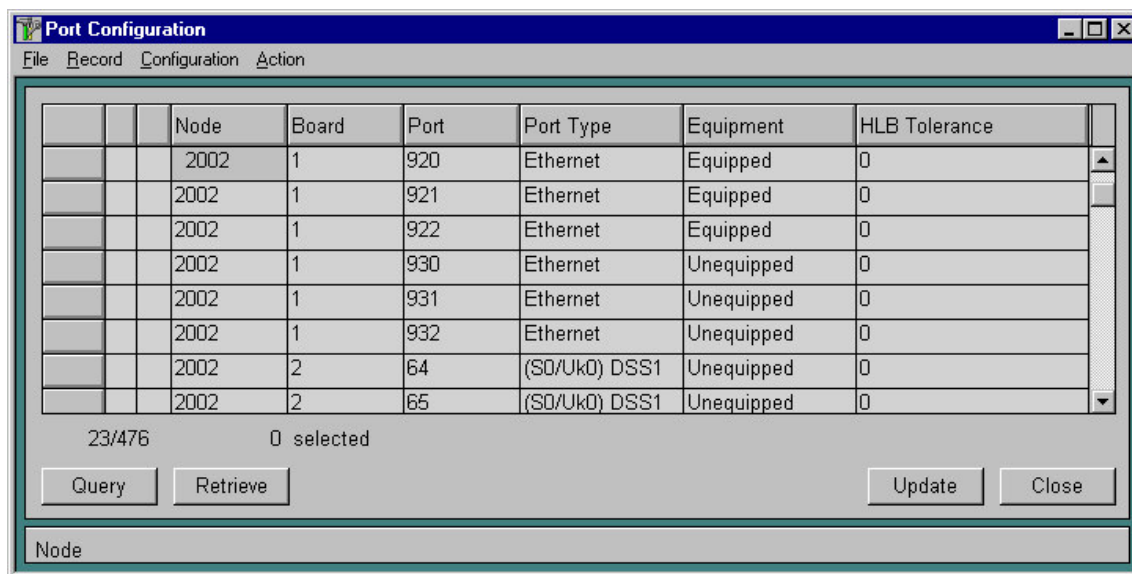 Port Configuration
File Record Configuration Action
Node Board Port Port Type Equipment HLB Tolerance
2002 1 920 Ethernet Equipped 0
2002 1 921 Ethernet Equipped 0
2002 1 922 Ethernet Equipped 0
2002 1 930 Ethernet Unequipped 0
2002 1 931 Ethernet Unequipped 0
2002 1 932 Ethernet Unequipped 0
2002 2 64 (S0/Uk0) DSS1 Unequipped 0
2002 2 65 (S0/Uk0) DSS1 Unequipped 0
23/476 0 selected
Query Retrieve Update Close
Node